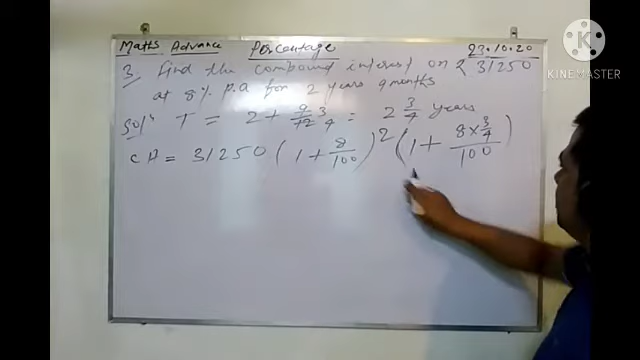 Maths Advance Percentage 23.10.20
3 Find the compound interest on ₹ 31250
at 8% p.a for 2 years 9 months
Solⁿ T = 2 + 9/12 3/4 = 2 3/4 years
CA = 31250 (1 + 8/100)² (1 + 8 × 3/4 / 100)
KINEMASTER